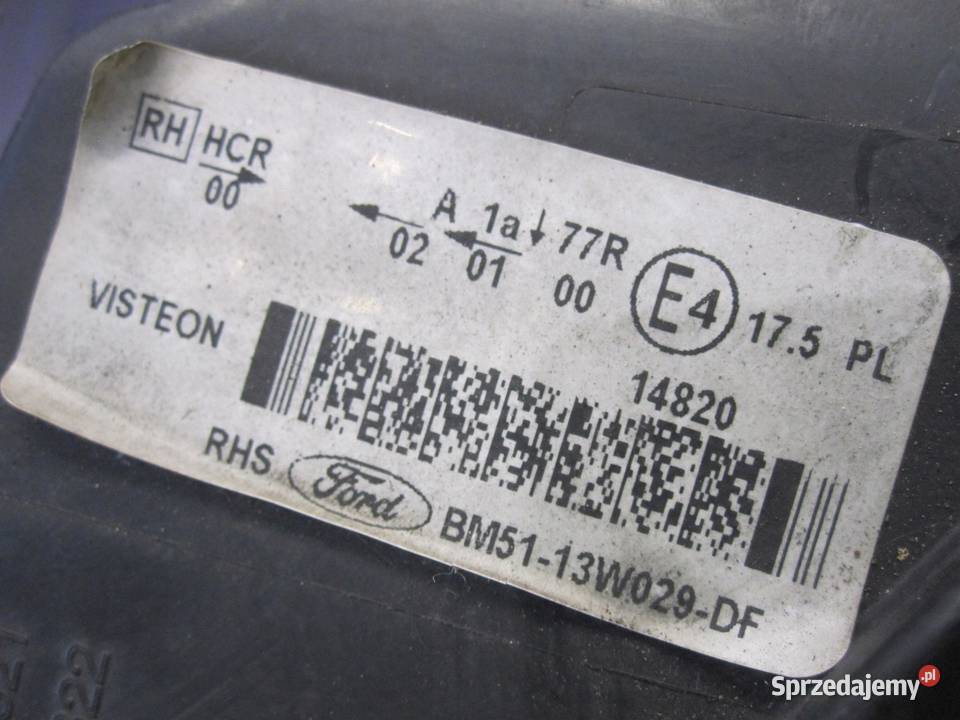 RH HCR
00
A 1a 77R E4 17.5 PL
02 01 00
VISTEON
14820
RHS Ford BM51-13W029-DF
22
Sprzedajemy.pl